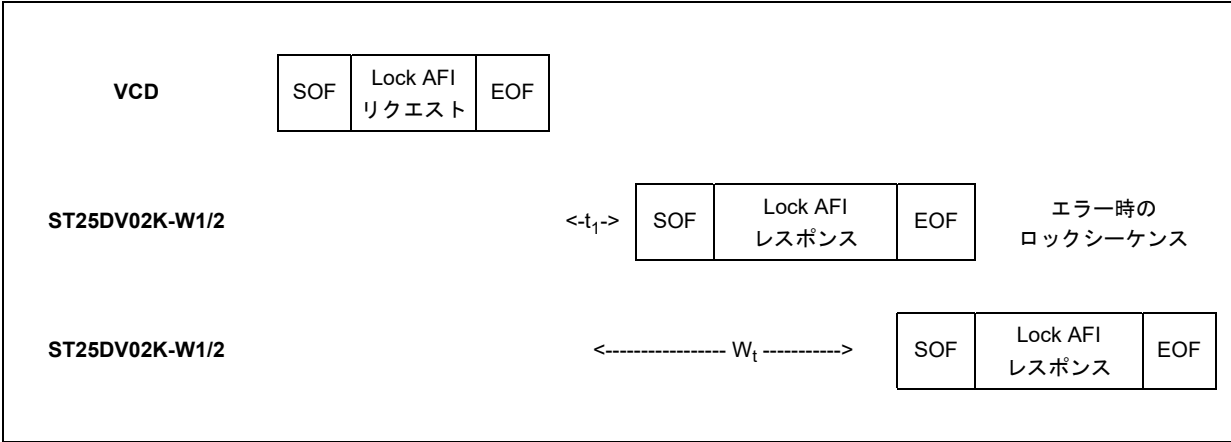 VCD SOF Lock AFI EOF
リクエスト
ST25DV02K-W1/2 <-t1-> SOF Lock AFI EOF エラー時の
レスポンス ロックシーケンス
ST25DV02K-W1/2 <----------------- Wt -----------> SOF Lock AFI EOF
レスポンス